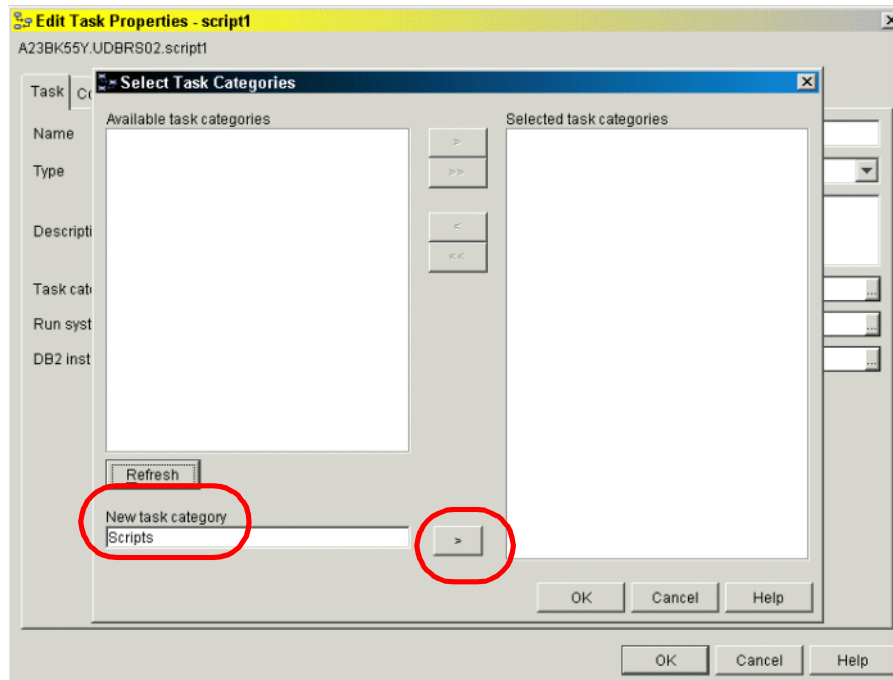 Edit Task Properties - script1
A23BK55Y.UDBRS02.script1
Task
Select Task Categories
Name
Available task categories
Selected task categories
>
Type
>>
<
Descripti
<<
Task cat
...
Run syst
...
DB2 inst
...
Refresh
New task category
Scripts
>
OK Cancel Help
OK Cancel Help